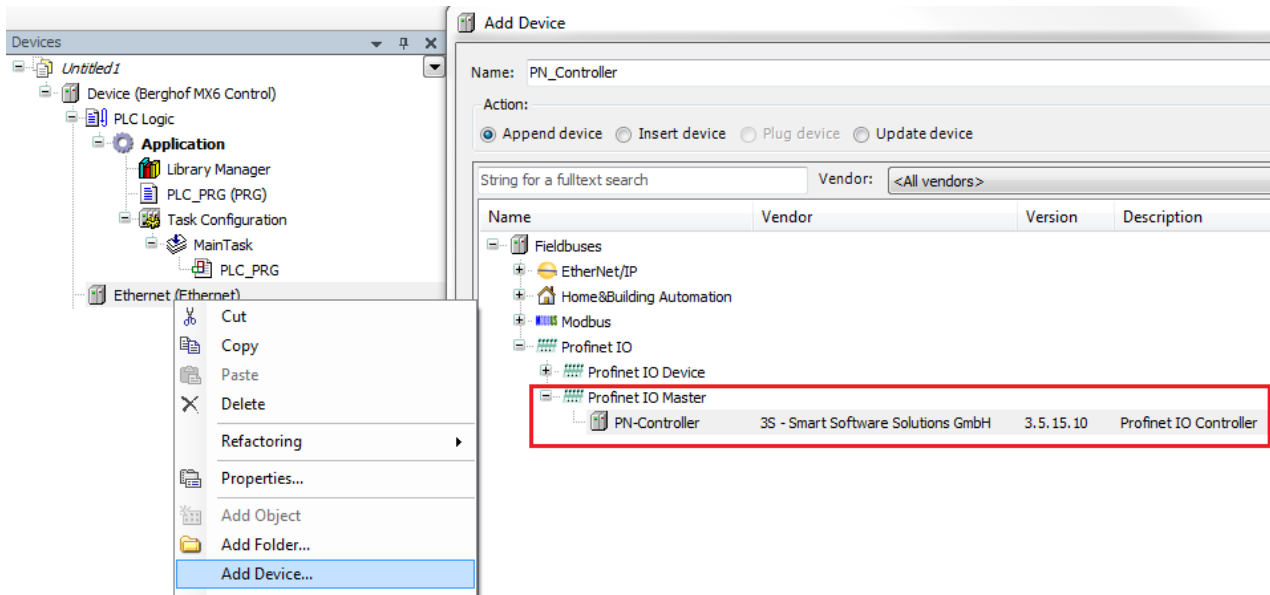 Devices
Untitled1
Device (Berghof MX6 Control)
PLC Logic
Application
Library Manager
PLC_PRG (PRG)
Task Configuration
MainTask
PLC_PRG
Ethernet (Ethernet)
Cut
Copy
Paste
Delete
Refactoring
Properties...
Add Object
Add Folder...
Add Device...
Add Device
Name: PN_Controller
Action:
Append device Insert device Plug device Update device
String for a fulltext search Vendor: <All vendors>
Name Vendor Version Description
Fieldbuses
EtherNet/IP
Home&Building Automation
Modbus
Profinet IO
Profinet IO Device
Profinet IO Master
PN-Controller 3S - Smart Software Solutions GmbH 3.5.15.10 Profinet IO Controller